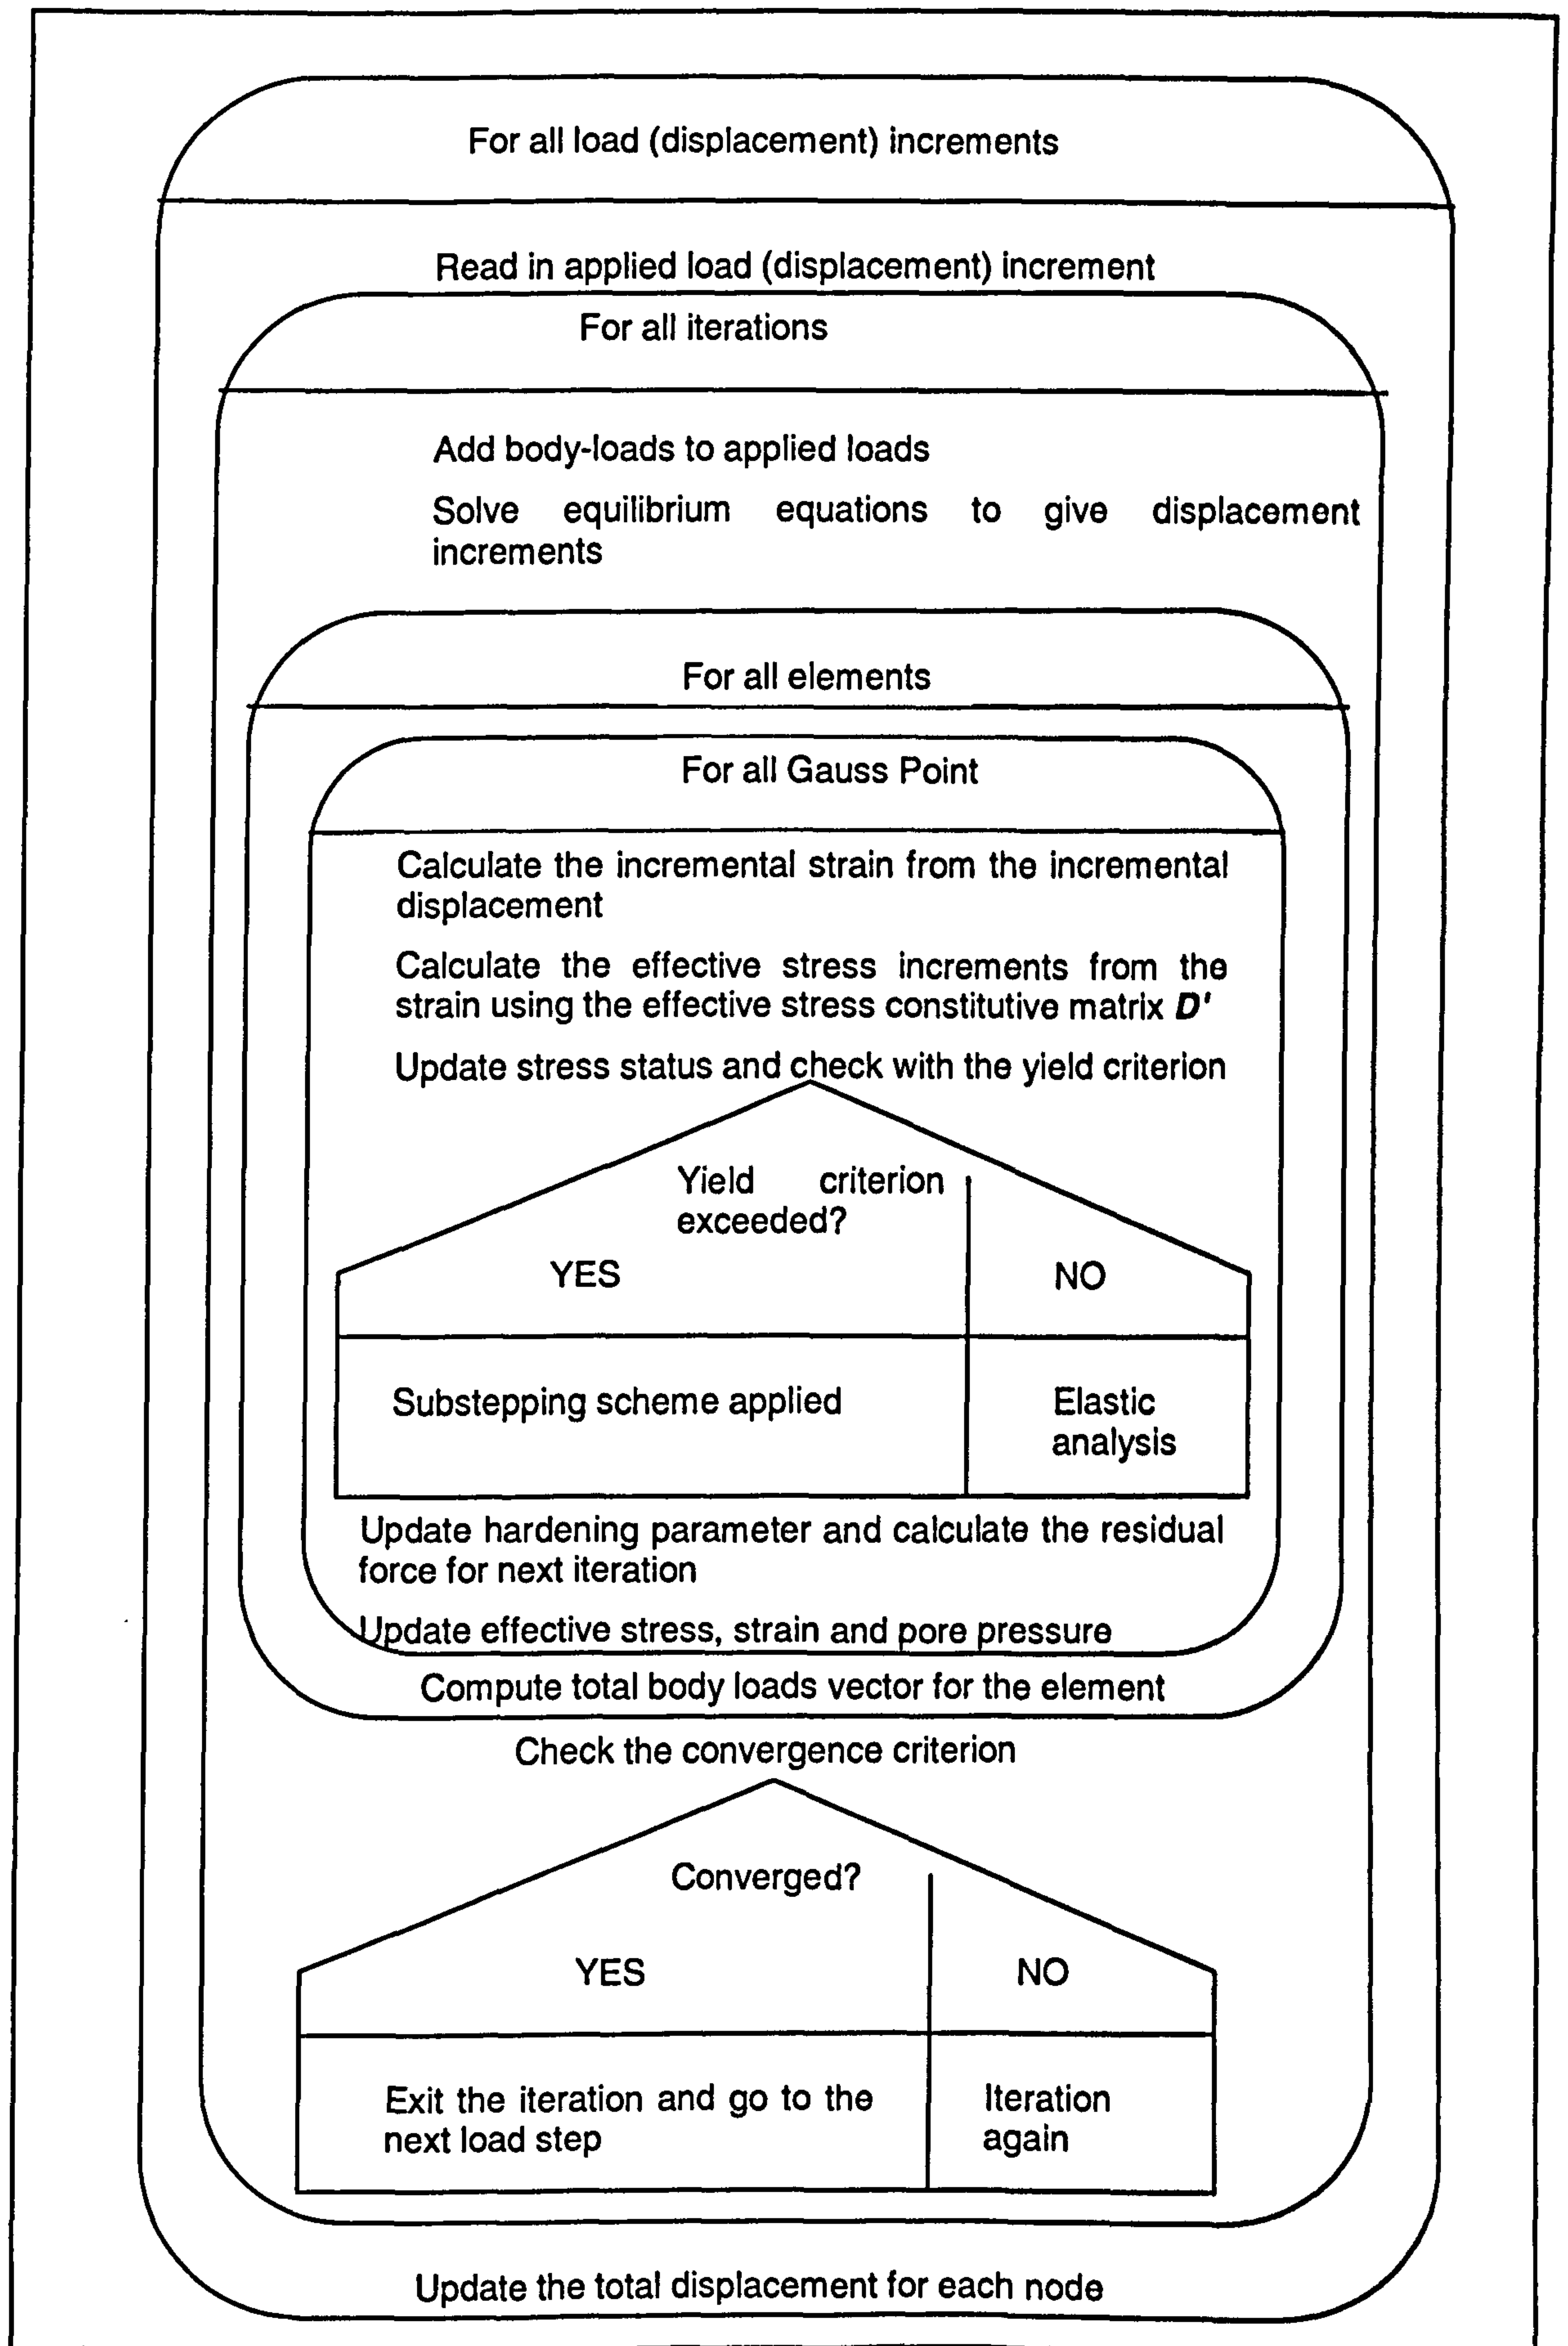 For all load (displacement) increments
Read in applied load (displacement) increment
For all iterations
Add body-loads to applied loads
Solve equilibrium equations to give displacement
increments
For all elements
For all Gauss Point
Calculate the incremental strain from the incremental
displacement
Calculate the effective stress increments from the
strain using the effective stress constitutive matrix D'
Update stress status and check with the yield criterion
Yield criterion
exceeded?
YES
NO
Substepping scheme applied
Elastic
analysis
Update hardening parameter and calculate the residual
force for next iteration
Update effective stress, strain and pore pressure
Compute total body loads vector for the element
Check the convergence criterion
Converged?
YES
NO
Exit the iteration and go to the
next load step
Iteration
again
Update the total displacement for each node